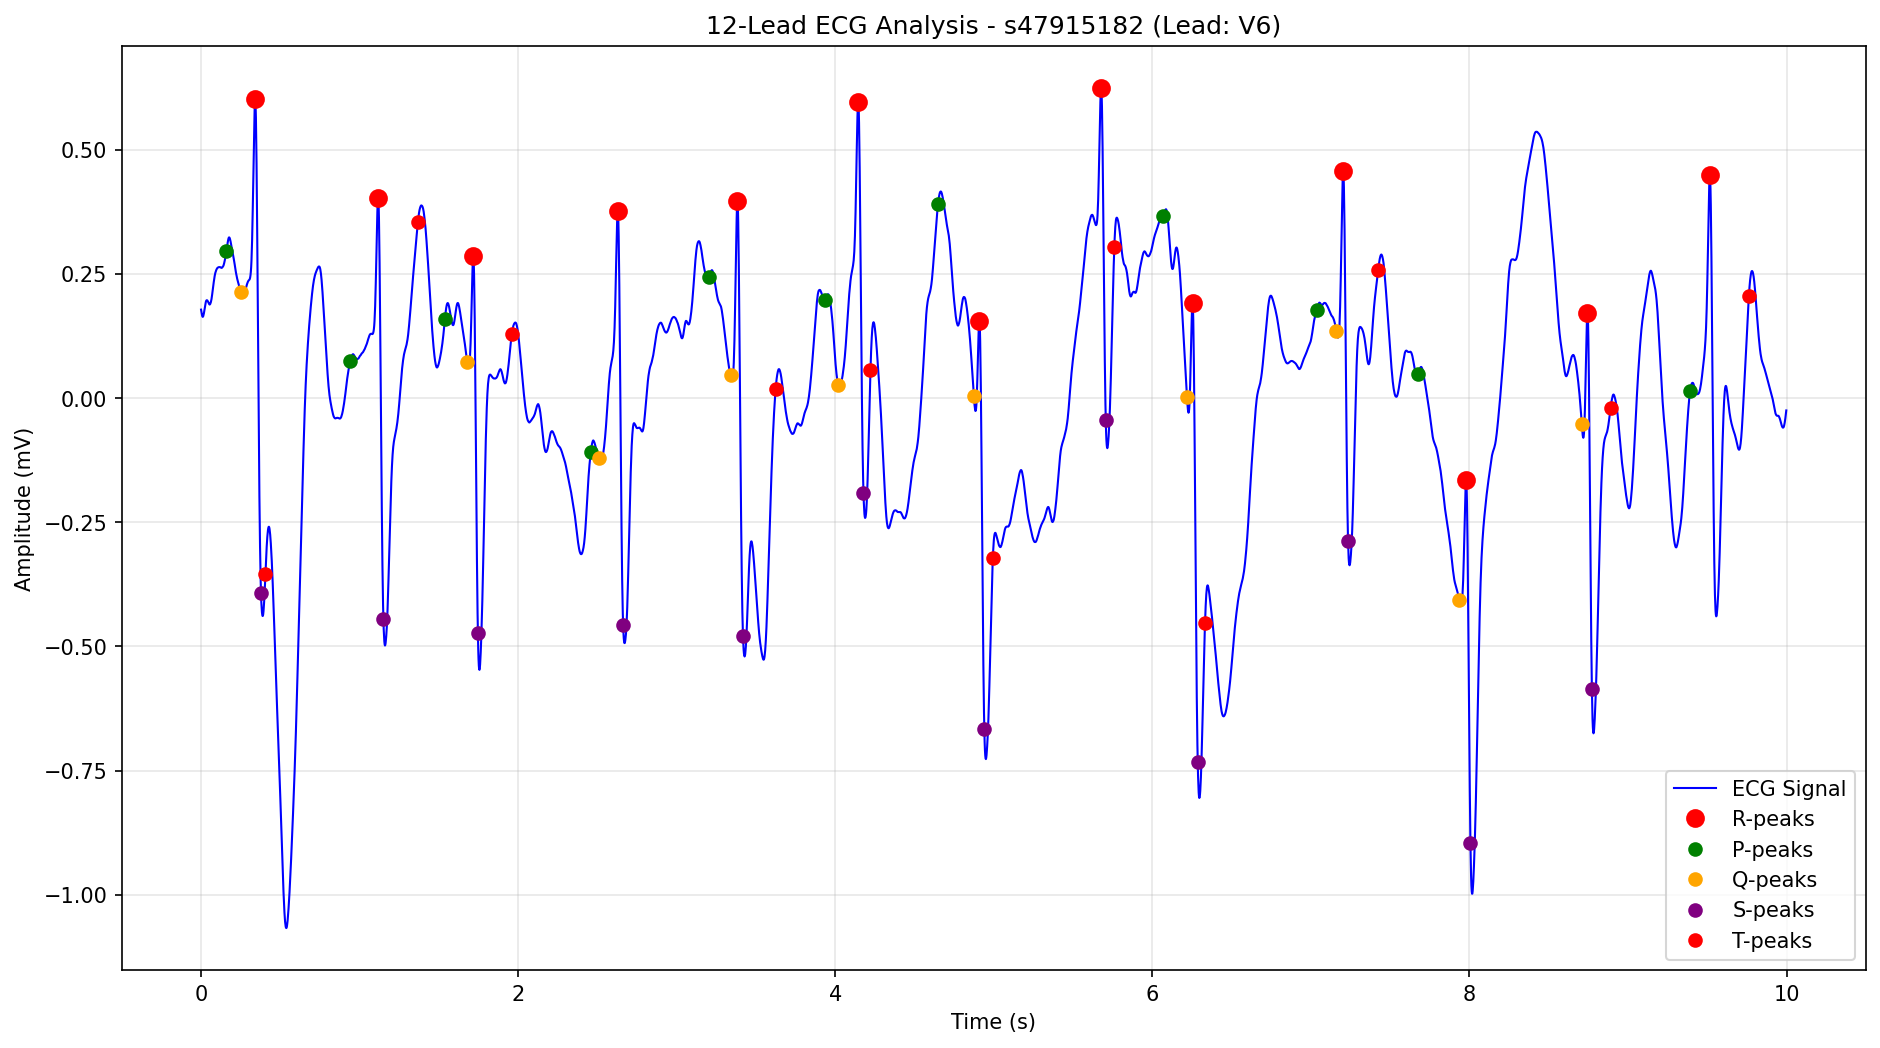 12-Lead ECG Analysis - s47915182 (Lead: V6)
Amplitude (mV)
0.50
0.25
0.00
−0.25
−0.50
−0.75
−1.00
0 2 4 6 8 10
Time (s)
ECG Signal
R-peaks
P-peaks
Q-peaks
S-peaks
T-peaks